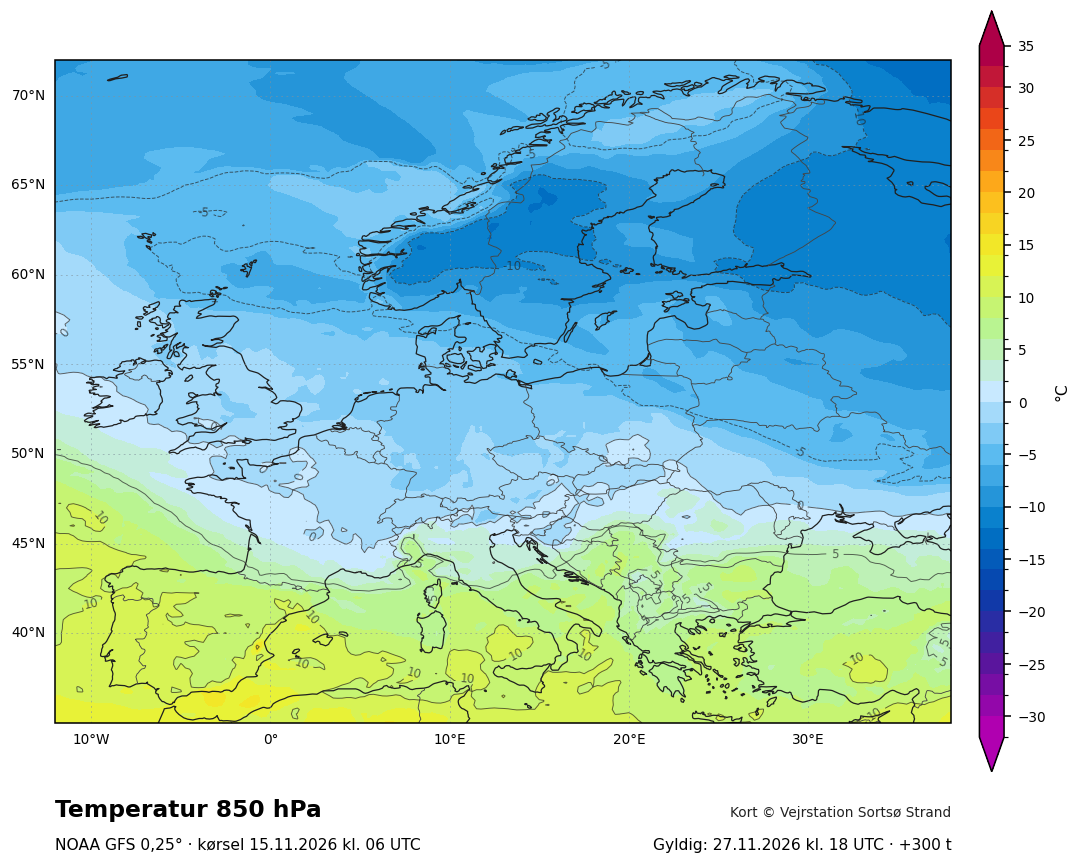 70°N
65°N
60°N
55°N
50°N
45°N
40°N
10°W
0°
10°E
20°E
30°E
35
30
25
20
15
10
5
0
−5
−10
−15
−20
−25
−30
°C
Temperatur 850 hPa
Kort © Vejrstation Sortsø Strand
NOAA GFS 0,25° · kørsel 15.11.2026 kl. 06 UTC
Gyldig: 27.11.2026 kl. 18 UTC · +300 t